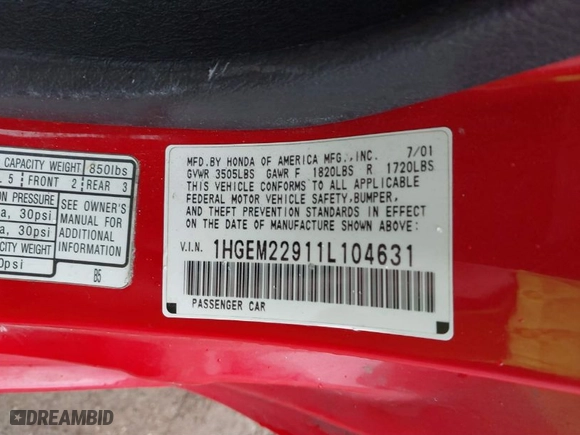 CAPACITY WEIGHT 850lbs
5 FRONT 2 REAR 3
PRESSURE
30psi
30psi
0psi
SEE OWNER'S
MANUAL FOR
ADDITIONAL
INFORMATION
B5
MFD.BY HONDA OF AMERICA MFG.,INC. 7/01
GVWR 3505LBS GAWR F 1820LBS R 1720LBS
THIS VEHICLE CONFORMS TO ALL APPLICABLE
FEDERAL MOTOR VEHICLE SAFETY,BUMPER,
AND THEFT PREVENTION STANDARDS IN EFFECT
ON THE DATE OF MANUFACTURE SHOWN ABOVE:
V.I.N. 1HGEM22911L104631
PASSENGER CAR
DREAMBID